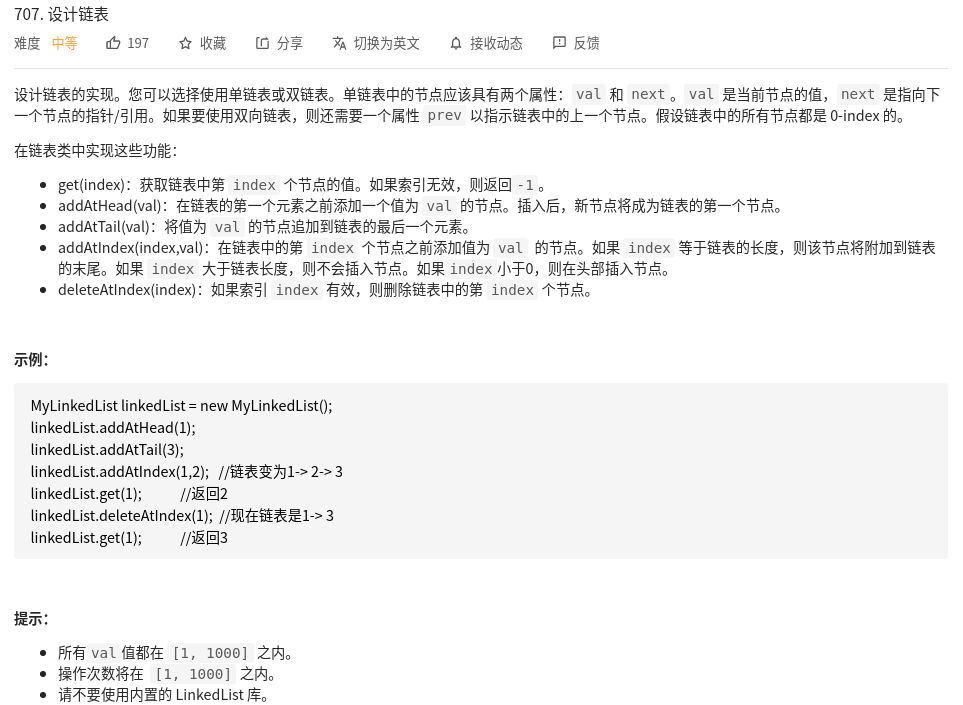 707. 设计链表
难度 中等 197 收藏 分享 切换为英文 接收动态 反馈
设计链表的实现。您可以选择使用单链表或双链表。单链表中的节点应该具有两个属性：val 和 next。val 是当前节点的值，next 是指向下
一个节点的指针/引用。如果要使用双向链表，则还需要一个属性 prev 以指示链表中的上一个节点。假设链表中的所有节点都是 0-index 的。
在链表类中实现这些功能：
• get(index)：获取链表中第 index 个节点的值。如果索引无效，则返回 -1。
• addAtHead(val)：在链表的第一个元素之前添加一个值为 val 的节点。插入后，新节点将成为链表的第一个节点。
• addAtTail(val)：将值为 val 的节点追加到链表的最后一个元素。
• addAtIndex(index,val)：在链表中的第 index 个节点之前添加值为 val 的节点。如果 index 等于链表的长度，则该节点将附加到链表
的末尾。如果 index 大于链表长度，则不会插入节点。如果 index 小于0，则在头部插入节点。
• deleteAtIndex(index)：如果索引 index 有效，则删除链表中的第 index 个节点。
示例：
MyLinkedList linkedList = new MyLinkedList();
linkedList.addAtHead(1);
linkedList.addAtTail(3);
linkedList.addAtIndex(1,2); //链表变为1-> 2-> 3
linkedList.get(1); //返回2
linkedList.deleteAtIndex(1); //现在链表是1-> 3
linkedList.get(1); //返回3
提示：
• 所有 val 值都在 [1, 1000] 之内。
• 操作次数将在 [1, 1000] 之内。
• 请不要使用内置的 LinkedList 库。